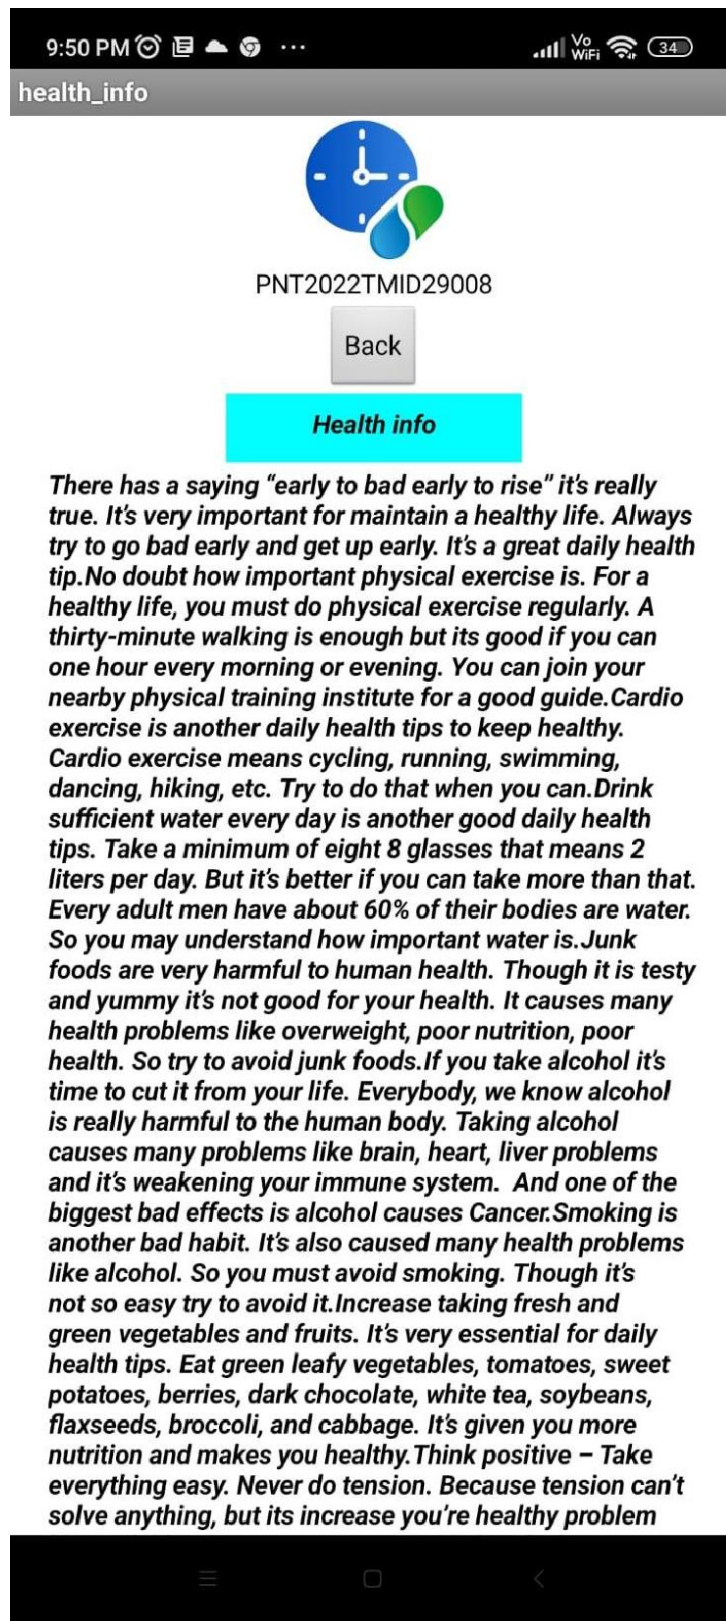 9:50 PM
Vo
WiFi
34
health_info
PNT2022TMID29008
Back
Health info
There has a saying “early to bad early to rise” it’s really
true. It’s very important for maintain a healthy life. Always
try to go bad early and get up early. It’s a great daily health
tip.No doubt how important physical exercise is. For a
healthy life, you must do physical exercise regularly. A
thirty-minute walking is enough but its good if you can
one hour every morning or evening. You can join your
nearby physical training institute for a good guide.Cardio
exercise is another daily health tips to keep healthy.
Cardio exercise means cycling, running, swimming,
dancing, hiking, etc. Try to do that when you can.Drink
sufficient water every day is another good daily health
tips. Take a minimum of eight 8 glasses that means 2
liters per day. But it’s better if you can take more than that.
Every adult men have about 60% of their bodies are water.
So you may understand how important water is.Junk
foods are very harmful to human health. Though it is testy
and yummy it’s not good for your health. It causes many
health problems like overweight, poor nutrition, poor
health. So try to avoid junk foods.If you take alcohol it’s
time to cut it from your life. Everybody, we know alcohol
is really harmful to the human body. Taking alcohol
causes many problems like brain, heart, liver problems
and it’s weakening your immune system.  And one of the
biggest bad effects is alcohol causes Cancer.Smoking is
another bad habit. It’s also caused many health problems
like alcohol. So you must avoid smoking. Though it’s
not so easy try to avoid it.Increase taking fresh and
green vegetables and fruits. It’s very essential for daily
health tips. Eat green leafy vegetables, tomatoes, sweet
potatoes, berries, dark chocolate, white tea, soybeans,
flaxseeds, broccoli, and cabbage. It’s given you more
nutrition and makes you healthy.Think positive – Take
everything easy. Never do tension. Because tension can’t
solve anything, but its increase you’re healthy problem